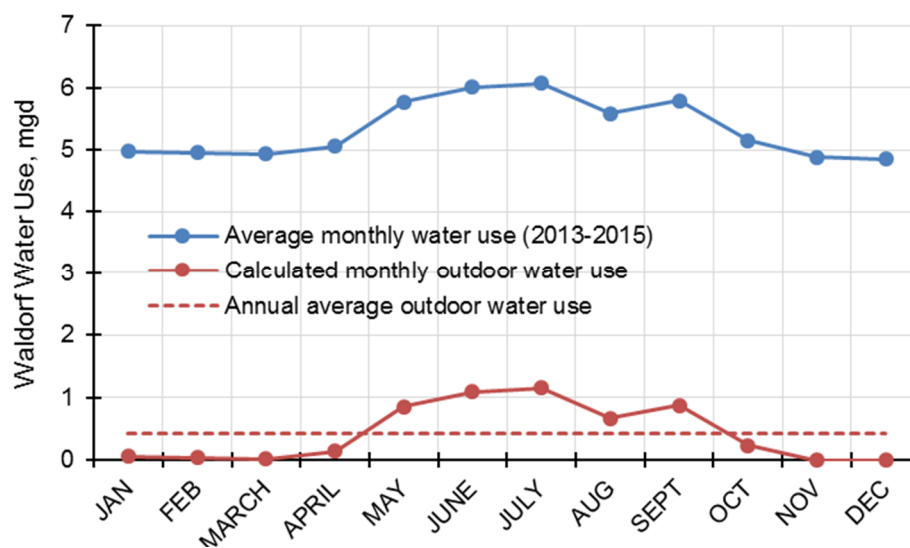 7
6
5
4
3
2
1
0
Waldorf Water Use, mgd
Average monthly water use (2013-2015)
Calculated monthly outdoor water use
Annual average outdoor water use
JAN
FEB
MARCH
APRIL
MAY
JUNE
JULY
AUG
SEPT
OCT
NOV
DEC